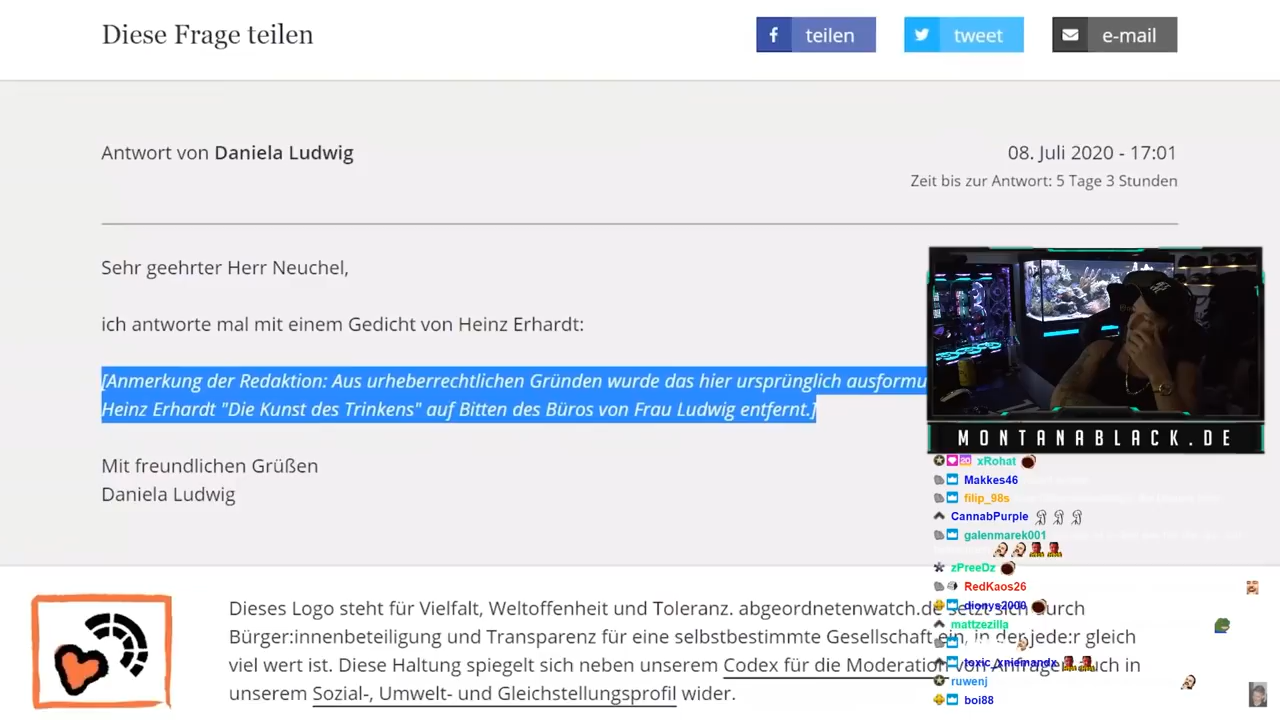 Diese Frage teilen
teilen
tweet
e-mail
Antwort von Daniela Ludwig
08. Juli 2020 - 17:01
Zeit bis zur Antwort: 5 Tage 3 Stunden
Sehr geehrter Herr Neuchel,
ich antworte mal mit einem Gedicht von Heinz Erhardt:
[Anmerkung der Redaktion: Aus urheberrechtlichen Gründen wurde das hier ursprünglich ausformu
Heinz Erhardt "Die Kunst des Trinkens" auf Bitten des Büros von Frau Ludwig entfernt.]
Mit freundlichen Grüßen
Daniela Ludwig
MONTANABLACK.DE
xRohat
Makkes46
filip_98s
CannabPurple
galenmarek001
zPreeDz
RedKaos26
dionys2000
mattzezilla
toxic_xniemandx
ruwenj
boi88
Dieses Logo steht für Vielfalt, Weltoffenheit und Toleranz. abgeordnetenwatch.de setzt sich durch
Bürger:innenbeteiligung und Transparenz für eine selbstbestimmte Gesellschaft ein, in der jede:r gleich
viel wert ist. Diese Haltung spiegelt sich neben unserem Codex für die Moderation von Anfragen auch in
unserem Sozial-, Umwelt- und Gleichstellungsprofil wider.